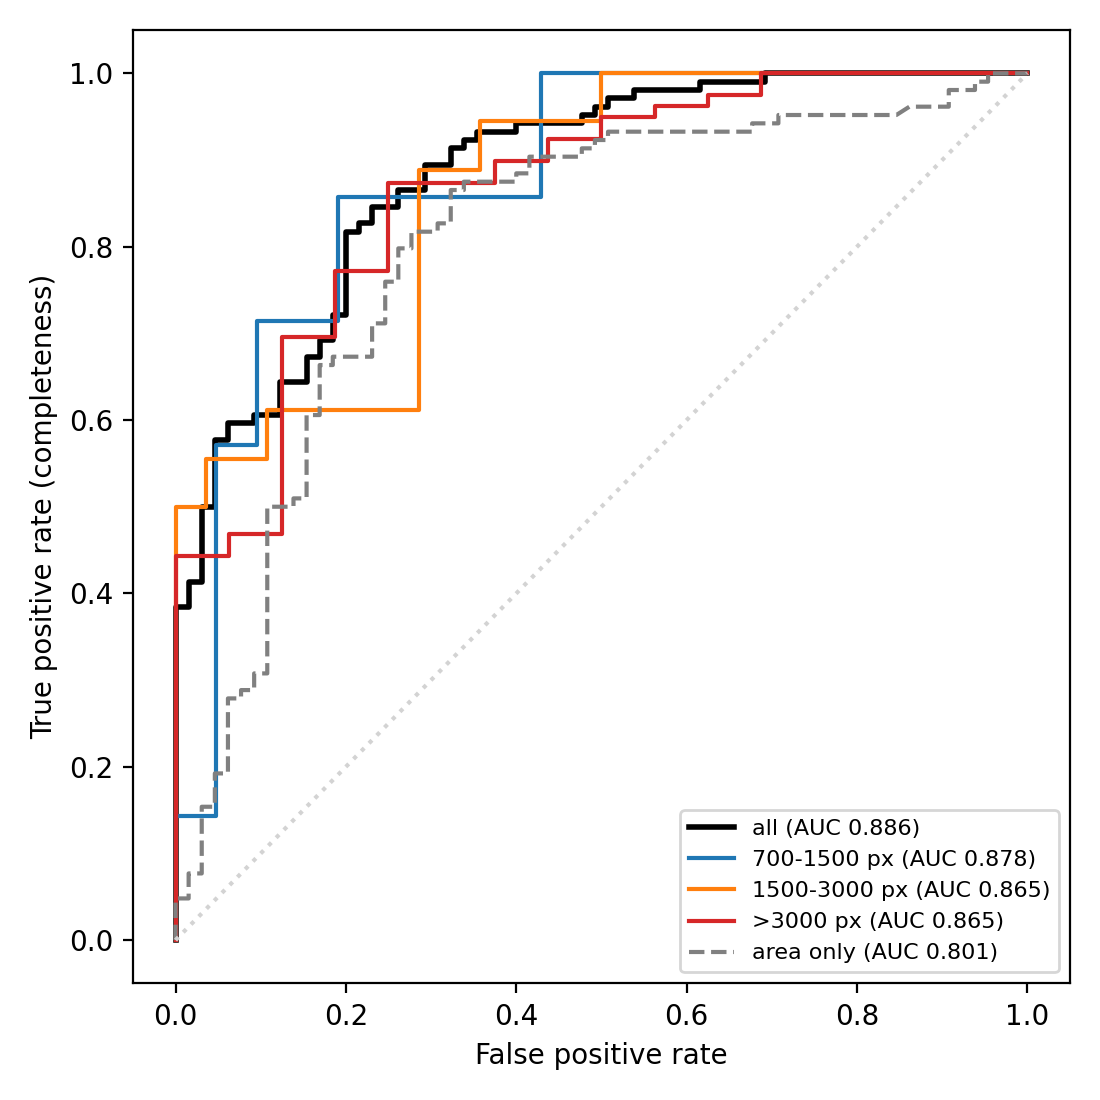 1.0
0.8
0.6
0.4
0.2
0.0
True positive rate (completeness)
all (AUC 0.886)
700-1500 px (AUC 0.878)
1500-3000 px (AUC 0.865)
>3000 px (AUC 0.865)
area only (AUC 0.801)
0.0 0.2 0.4 0.6 0.8 1.0
False positive rate